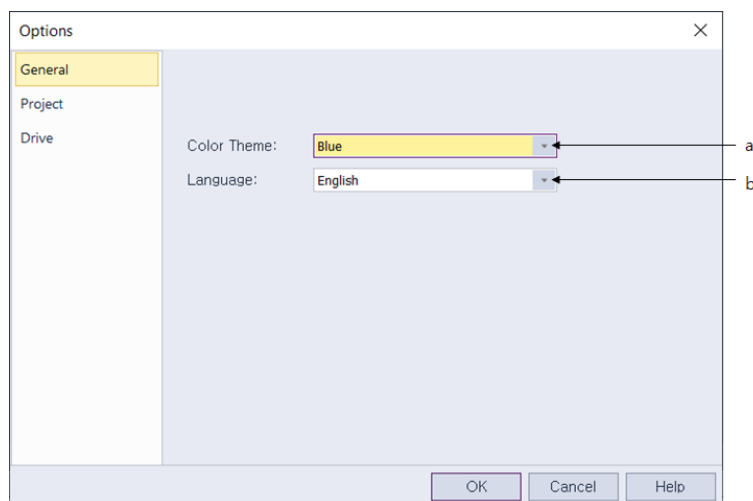 Options
General
Project
Drive
Color Theme: Blue a
Language: English b
OK Cancel Help